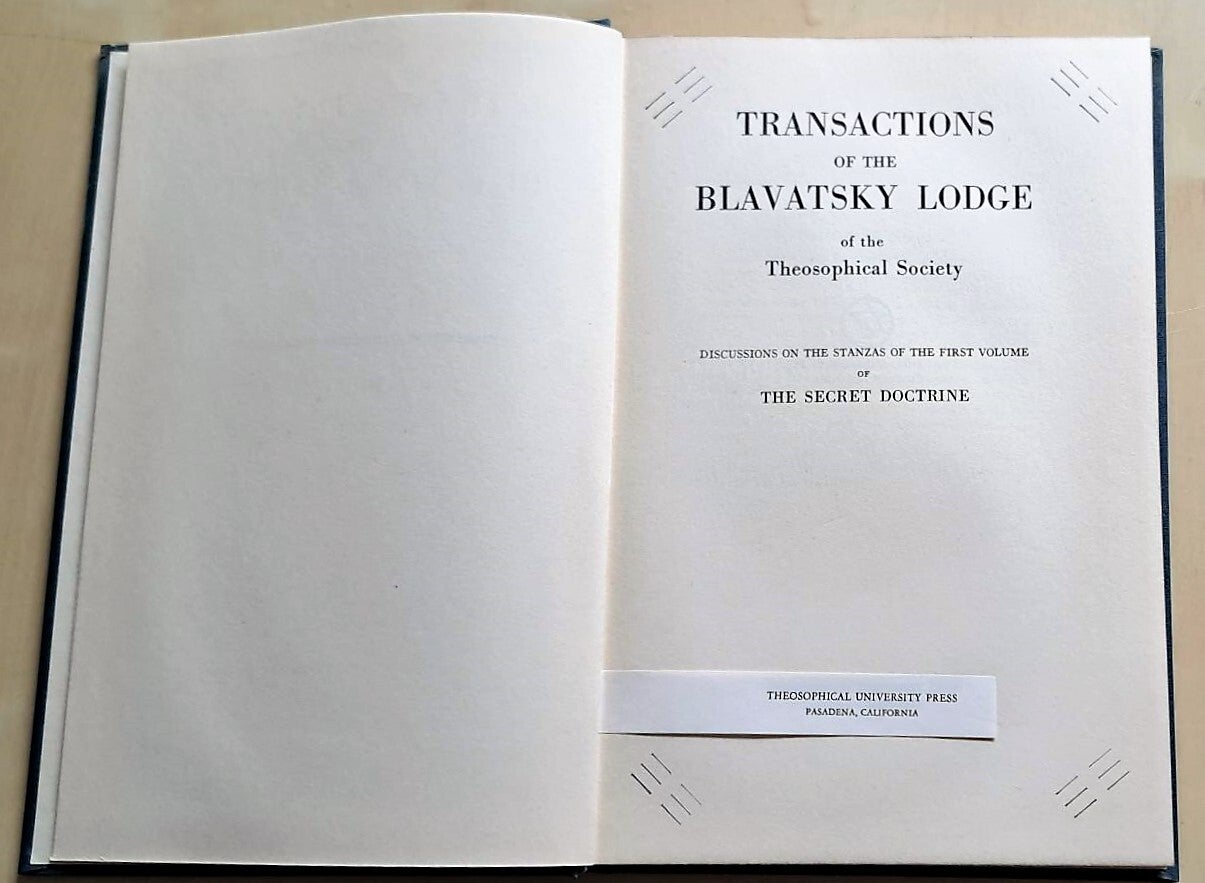 TRANSACTIONS
OF THE
BLAVATSKY LODGE
of the
Theosophical Society
DISCUSSIONS ON THE STANZAS OF THE FIRST VOLUME
OF
THE SECRET DOCTRINE
THEOSOPHICAL UNIVERSITY PRESS
PASADENA, CALIFORNIA